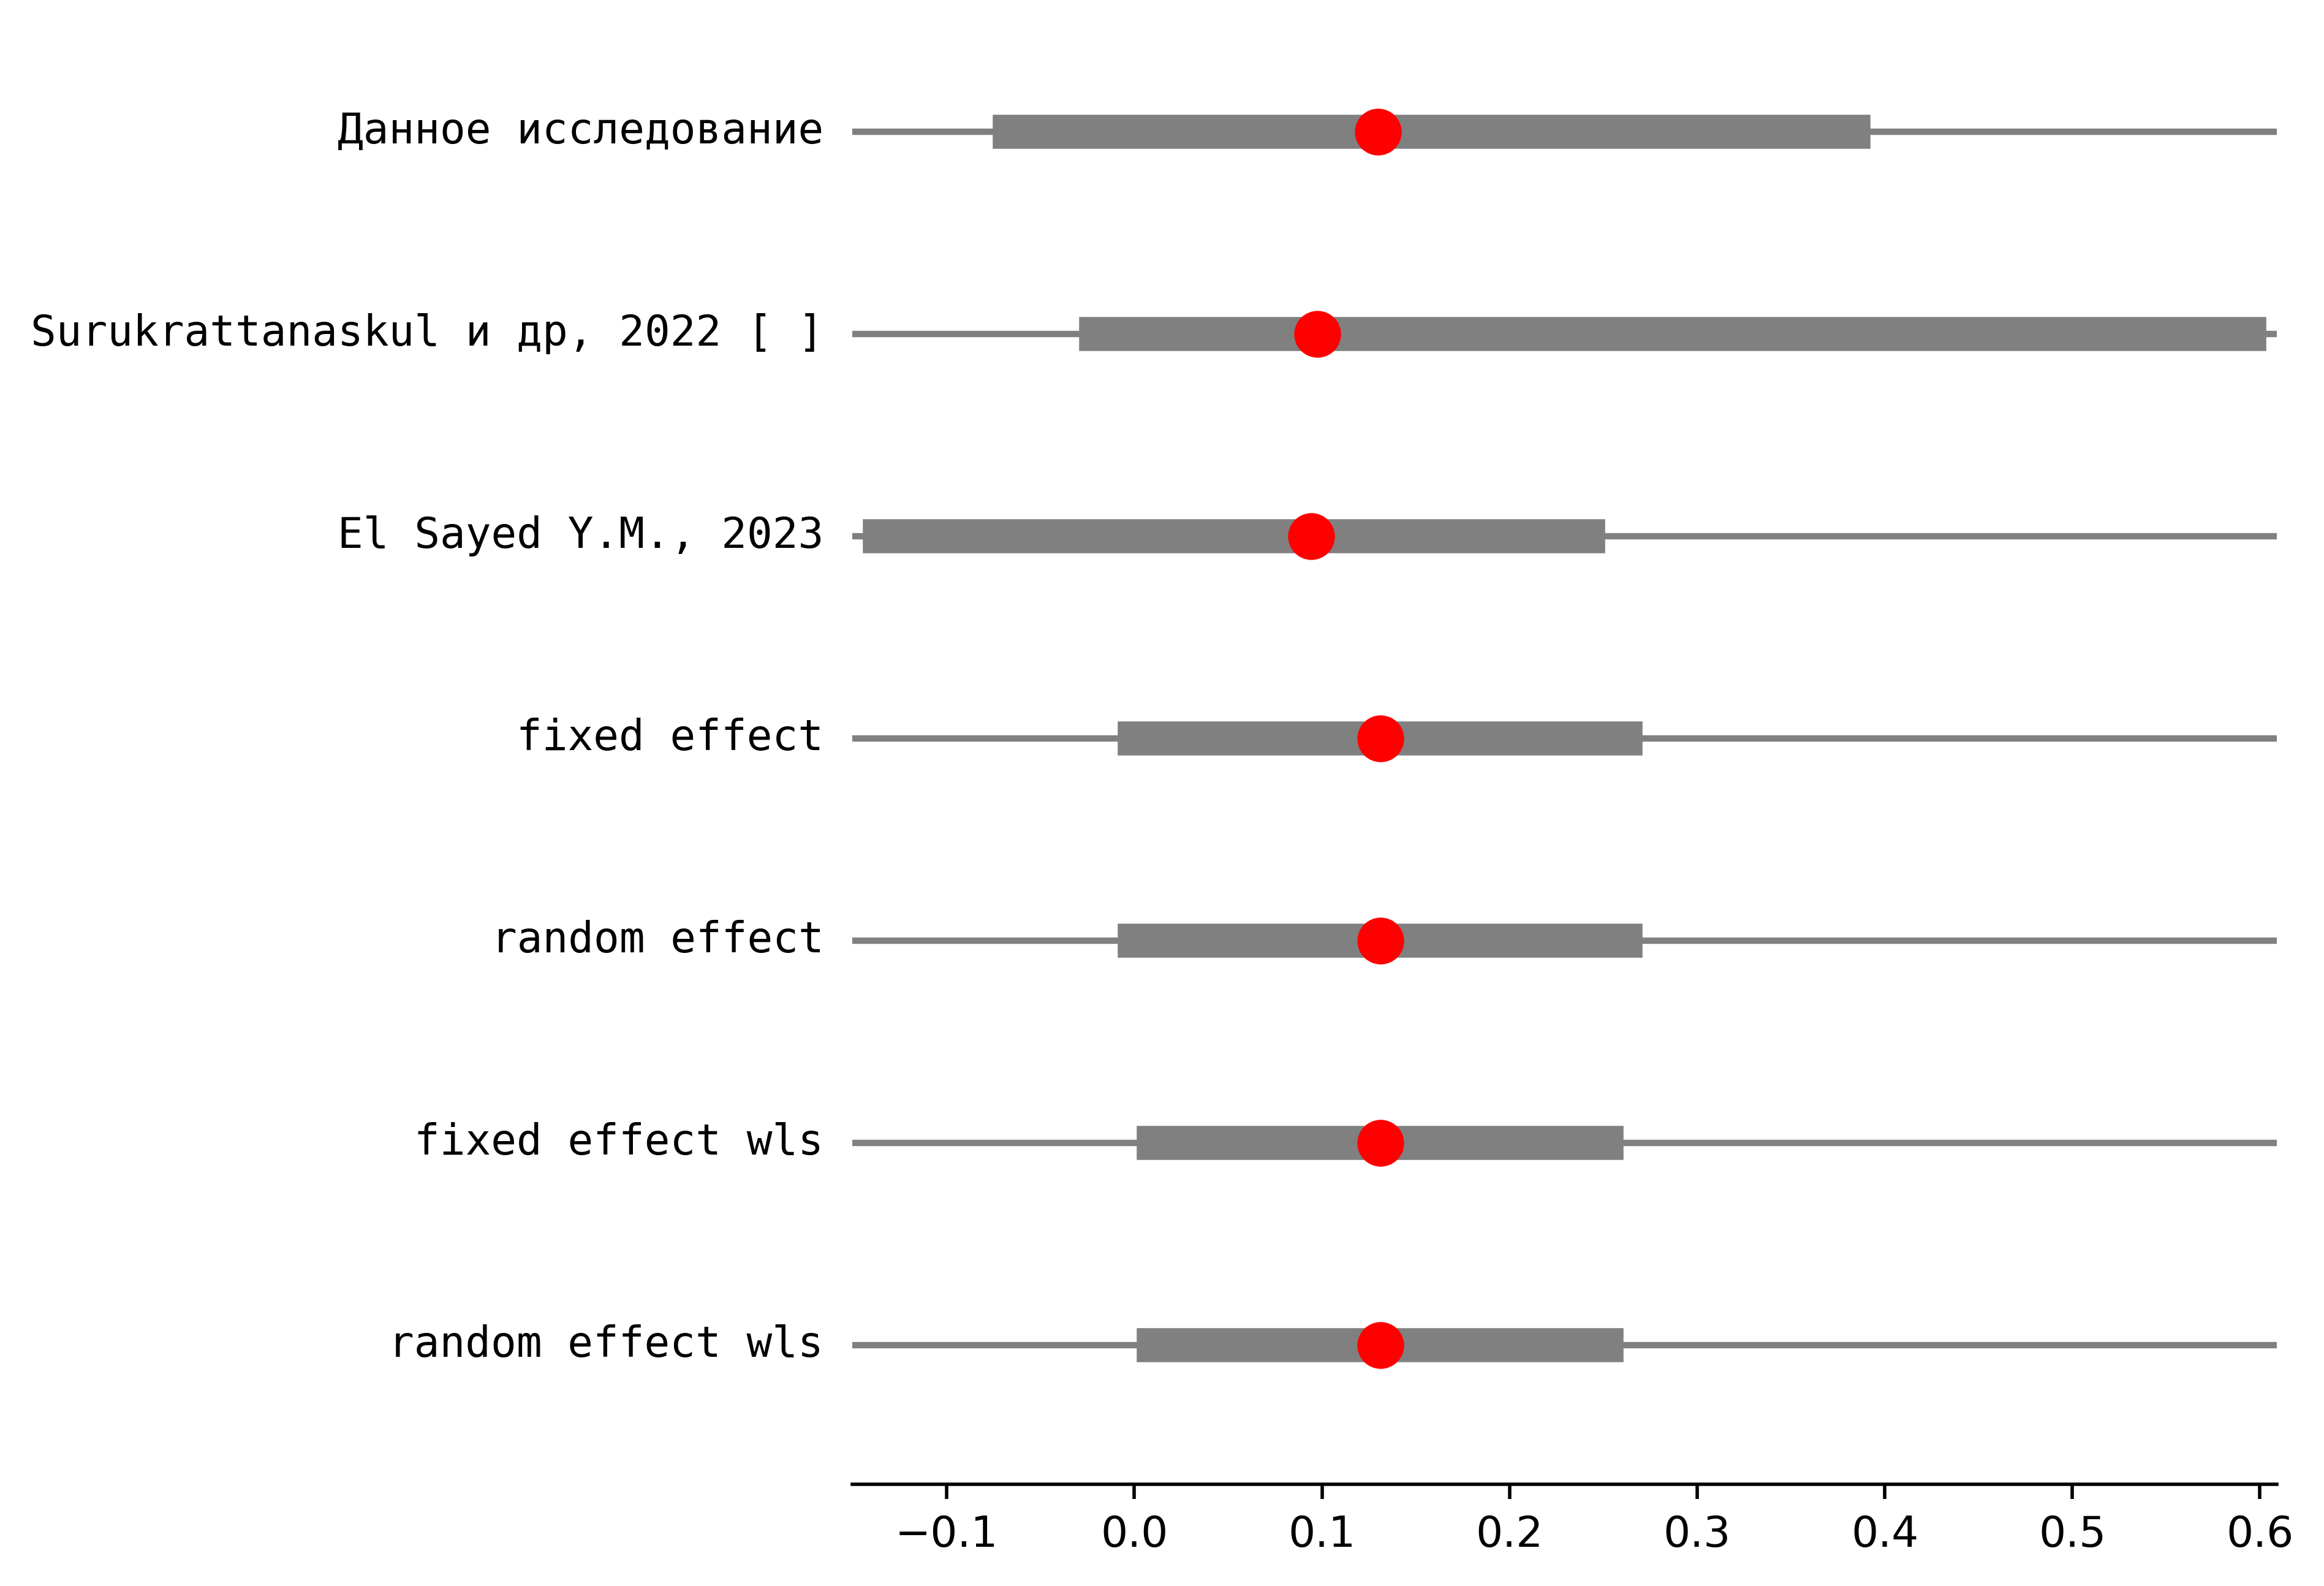 Данное исследование
Surukrattanaskul и др, 2022 [ ]
El Sayed Y.M., 2023
fixed effect
random effect
fixed effect wls
random effect wls
−0.1 0.0 0.1 0.2 0.3 0.4 0.5 0.6